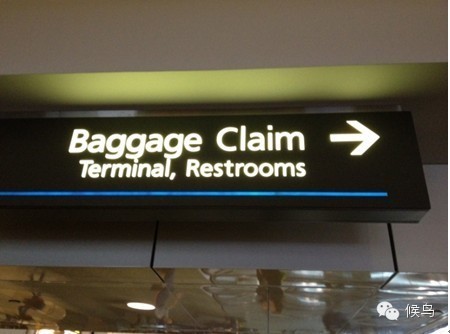 Baggage Claim →
Terminal, Restrooms
候鸟